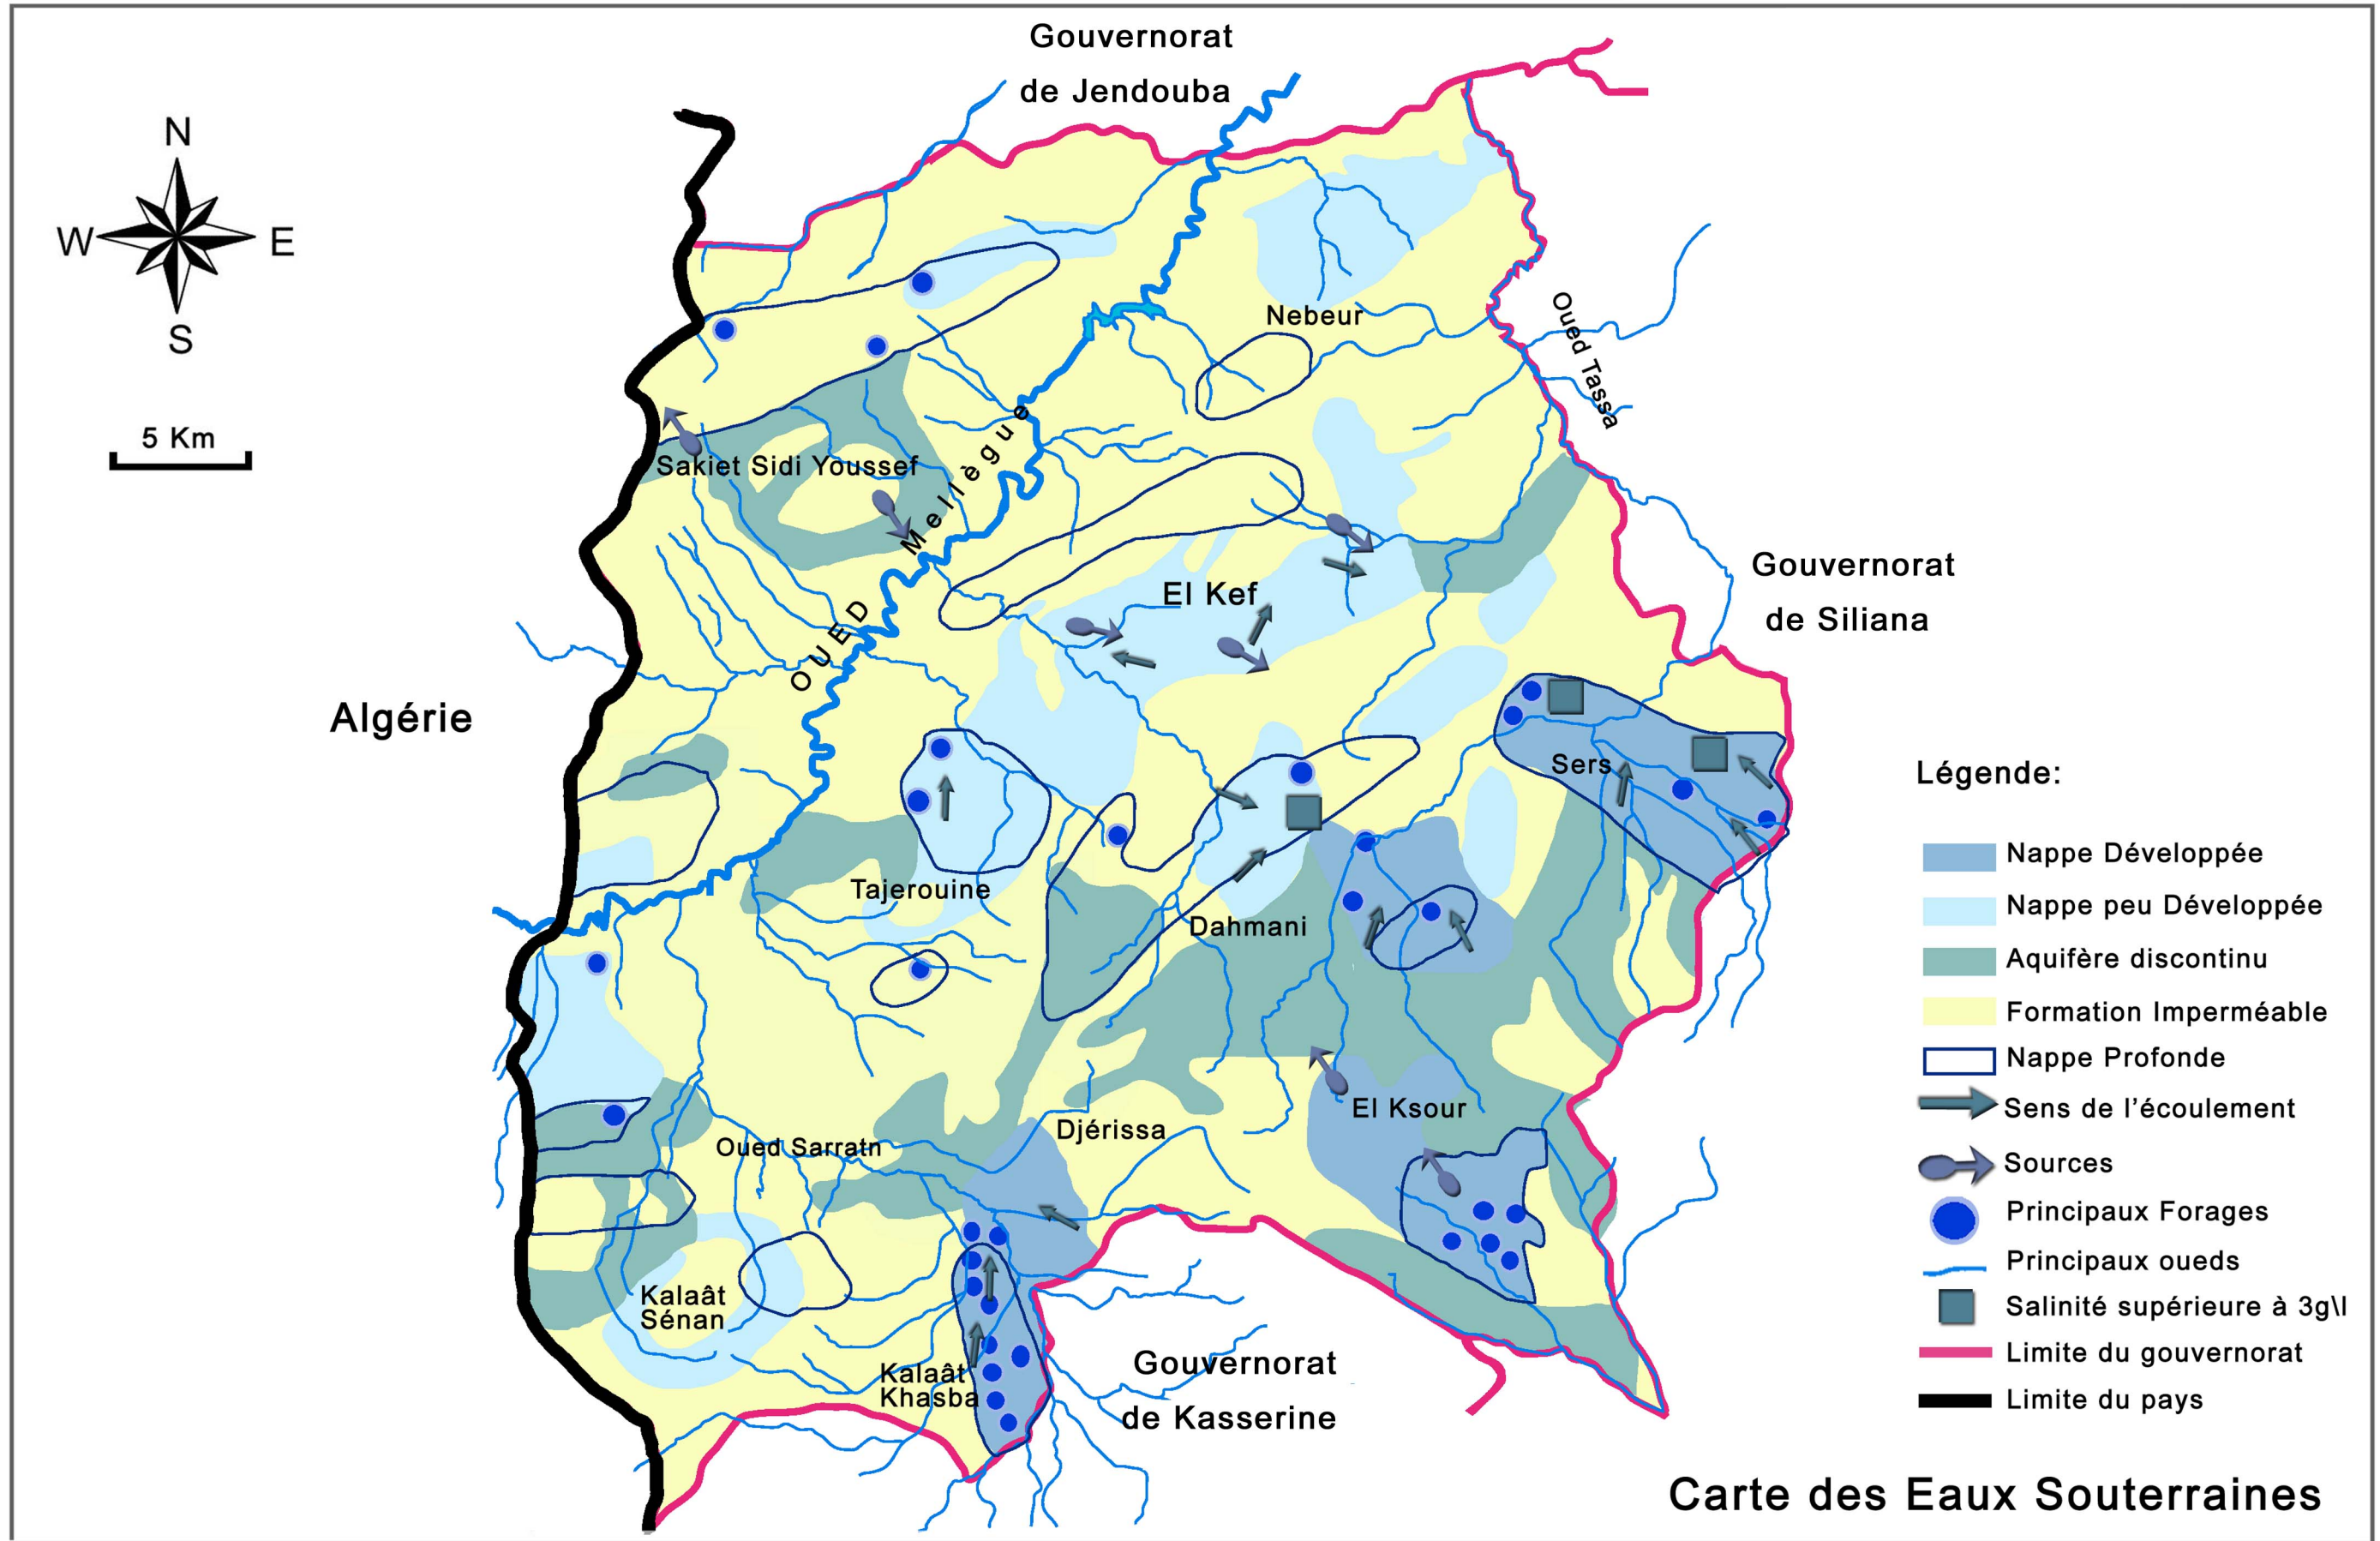 Gouvernorat
de Jendouba
N
W
E
S
5 Km
Nebeur
Oued Tassa
Sakiet Sidi Youssef
OUED Mellègue
El Kef
Gouvernorat
de Siliana
Algérie
Sers
Tajerouine
Dahmani
El Ksour
Djérissa
Oued Sarratn
Kalaât
Sénan
Kalaât
Khasba
Gouvernorat
de Kasserine
Légende:
Nappe Développée
Nappe peu Développée
Aquifère discontinu
Formation Imperméable
Nappe Profonde
Sens de l'écoulement
Sources
Principaux Forages
Principaux oueds
Salinité supérieure à 3g\l
Limite du gouvernorat
Limite du pays
Carte des Eaux Souterraines